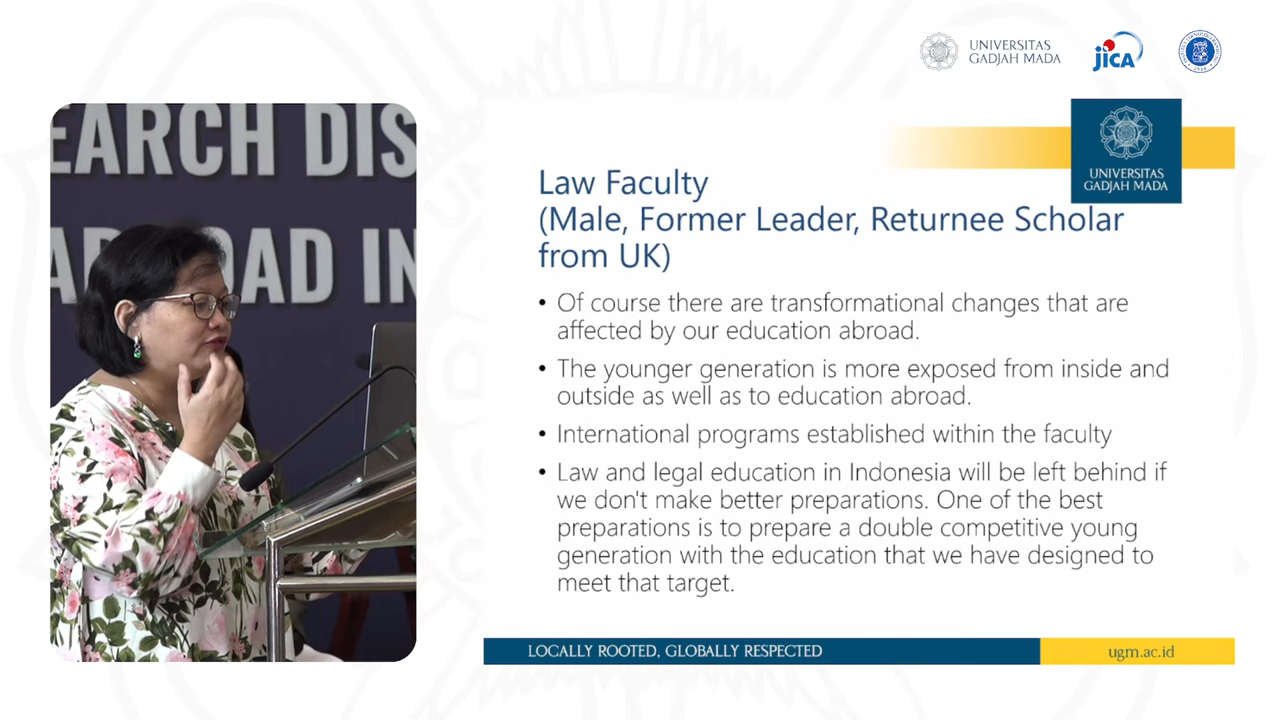 UNIVERSITAS
GADJAH MADA
jICA
EARCH DIS
ROAD IN
UNIVERSITAS
GADJAH MADA
Law Faculty
(Male, Former Leader, Returnee Scholar
from UK)
• Of course there are transformational changes that are
affected by our education abroad.
• The younger generation is more exposed from inside and
outside as well as to education abroad.
• International programs established within the faculty
• Law and legal education in Indonesia will be left behind if
we don't make better preparations. One of the best
preparations is to prepare a double competitive young
generation with the education that we have designed to
meet that target.
LOCALLY ROOTED, GLOBALLY RESPECTED
ugm.ac.id